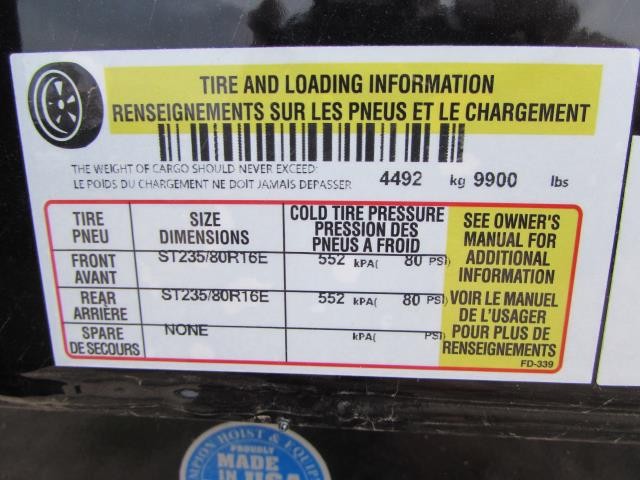 TIRE AND LOADING INFORMATION
RENSEIGNEMENTS SUR LES PNEUS ET LE CHARGEMENT
THE WEIGHT OF CARGO SHOULD NEVER EXCEED:
LE POIDS DU CHARGEMENT NE DOIT JAMAIS DEPASSER 4492 kg 9900 lbs
TIRE
PNEU
SIZE
DIMENSIONS
COLD TIRE PRESSURE
PRESSION DES
PNEUS A FROID
FRONT
AVANT
ST235/80R16E
552 kPA( 80 PSI)
REAR
ARRIÈRE
ST235/80R16E
552 kPA( 80 PSI)
SPARE
DE SECOURS
NONE
kPA( PSI)
SEE OWNER'S
MANUAL FOR
ADDITIONAL
INFORMATION
VOIR LE MANUEL
DE L'USAGER
POUR PLUS DE
RENSEIGNEMENTS
FD-339
HOIST &
PROUDLY
MADE
IN
USA